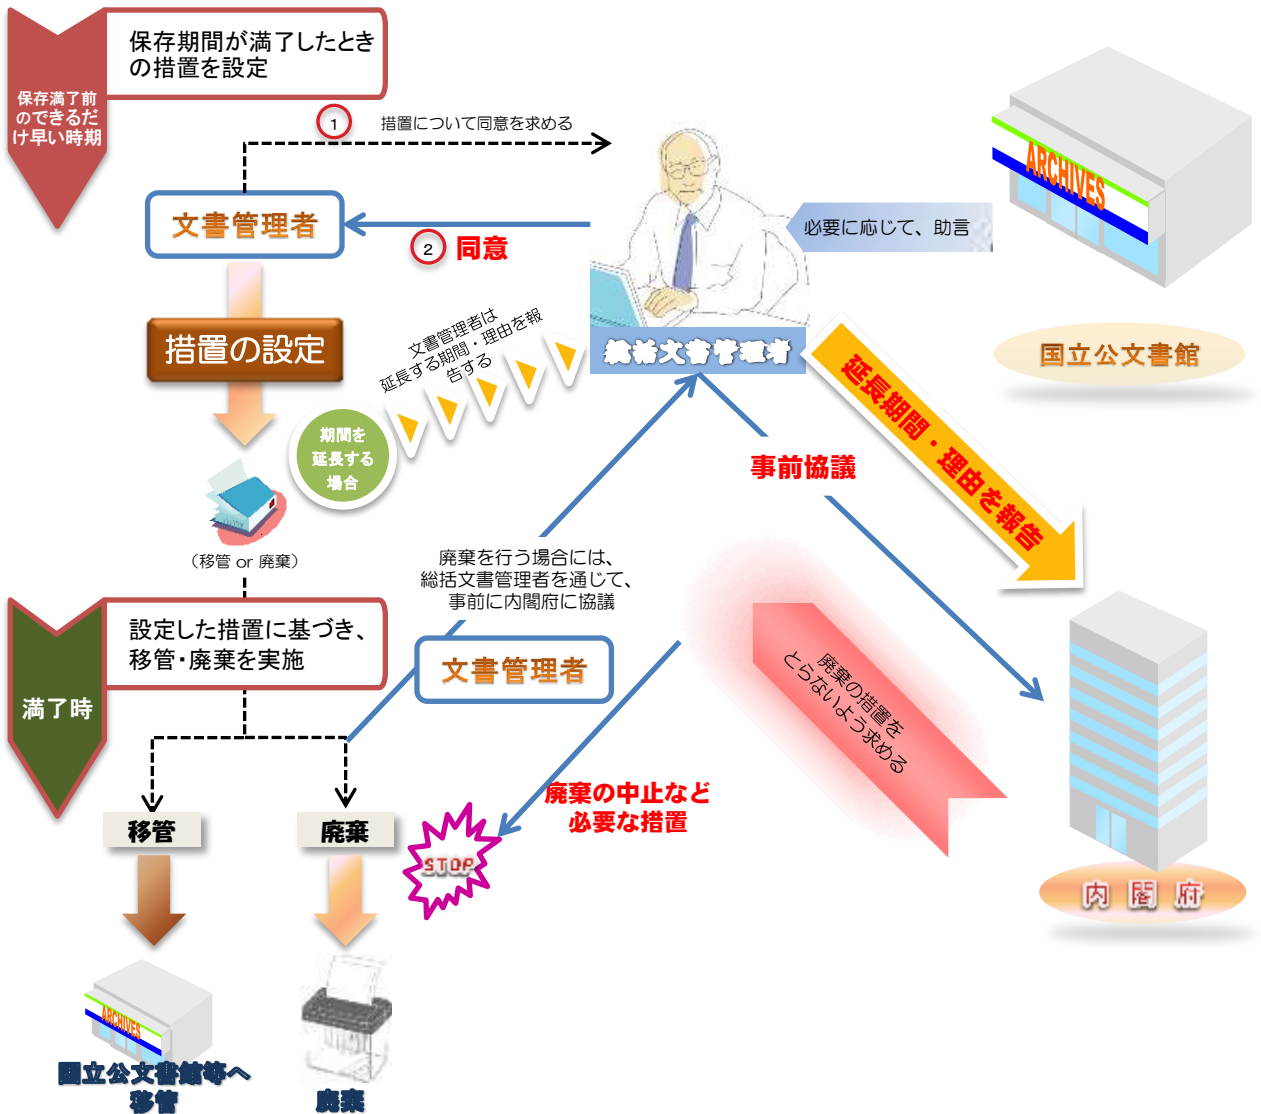 保存期間が満了したとき
の措置を設定
保存満了前
のできるだ
け早い時期
1
措置について同意を求める
文書管理者
2
同意
必要に応じて、助言
ARCHIVES
国立公文書館
総括文書管理者
措置の設定
文書管理者は
延長する期間・理由を報
告する
期間を
延長する
場合
延長期間・理由を報告
事前協議
（移管 or 廃棄）
廃棄を行う場合には、
総括文書管理者を通じて、
事前に内閣府に協議
文書管理者
設定した措置に基づき、
移管・廃棄を実施
満了時
廃棄の措置を
とらないよう求める
廃棄の中止など
必要な措置
移管
廃棄
STOP
内閣府
ARCHIVES
国立公文書館等へ
移管
廃棄